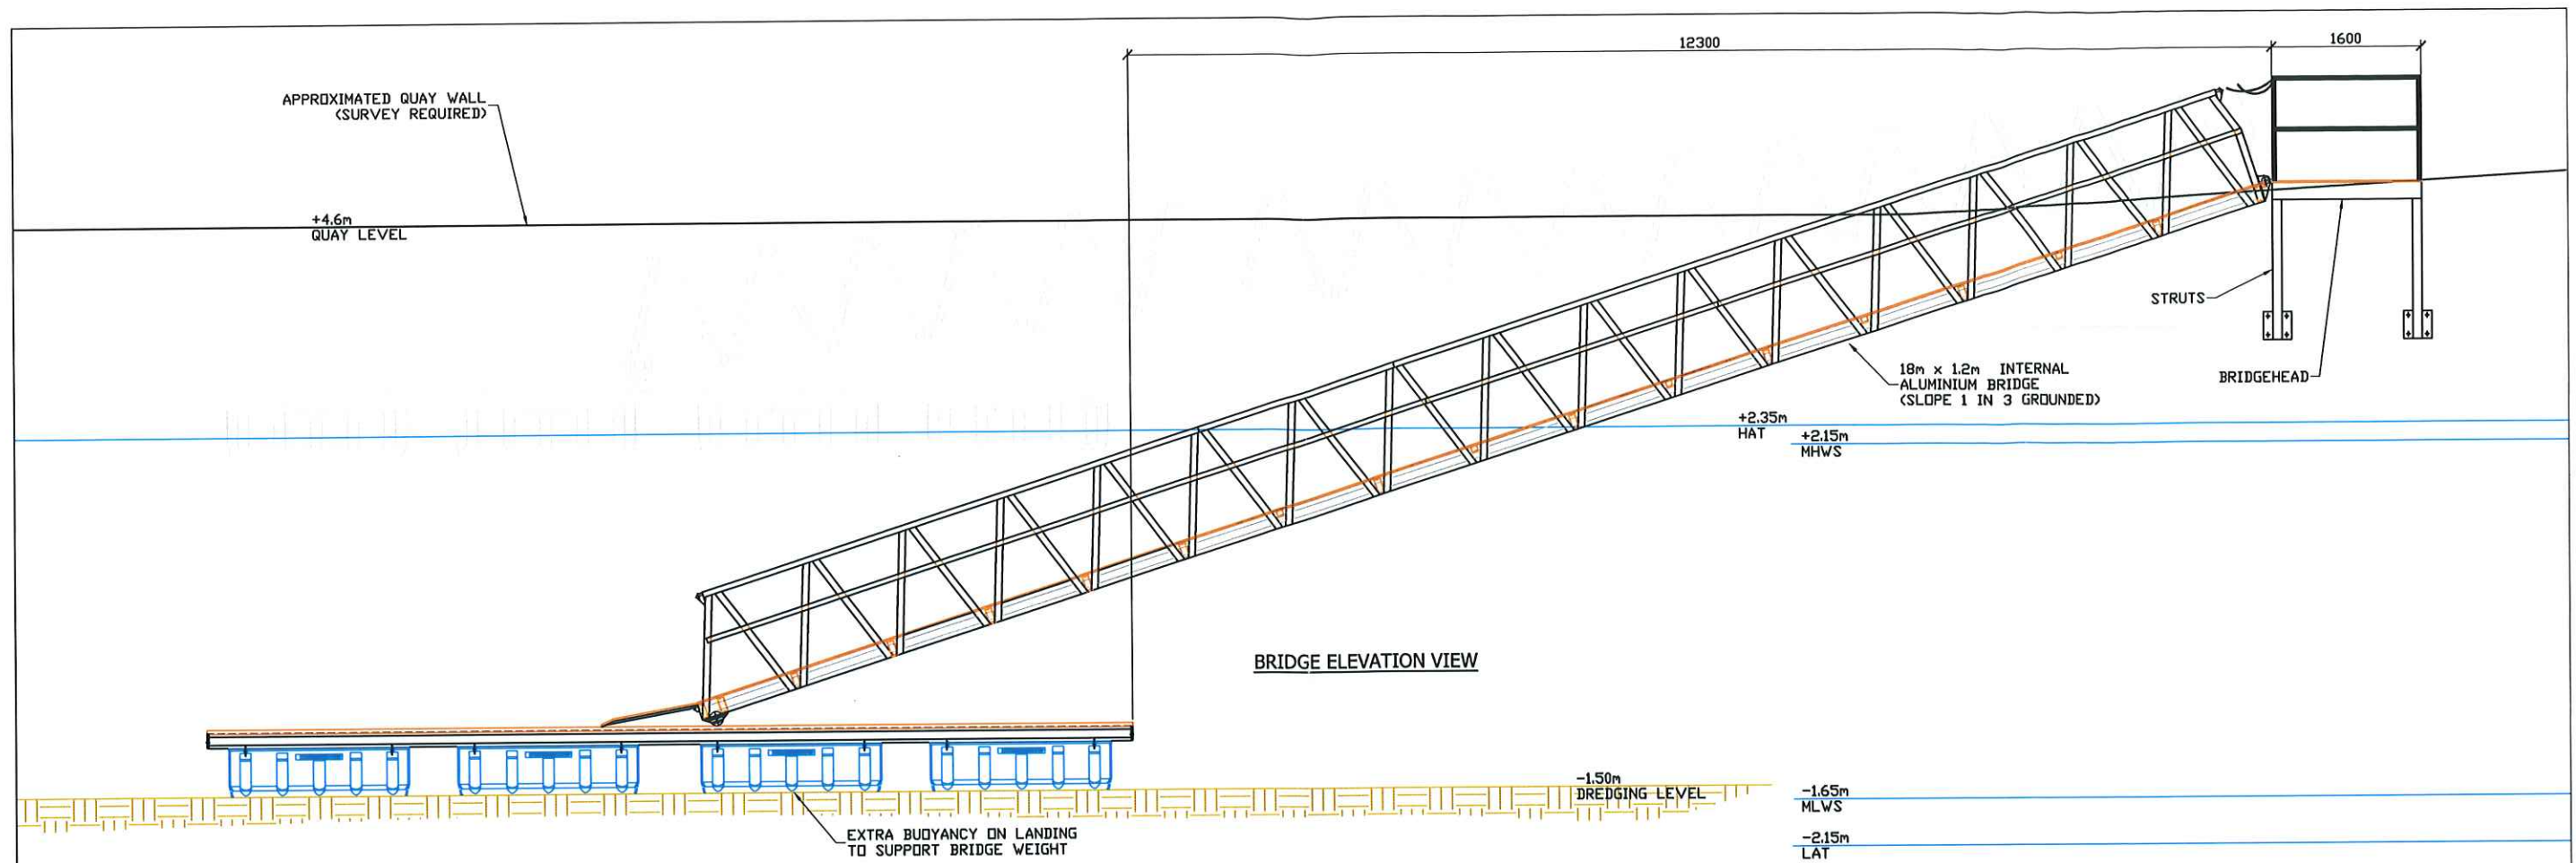 12300
1600
APPROXIMATED QUAY WALL
(SURVEY REQUIRED)
+4.6m
QUAY LEVEL
STRUTS
18m x 1.2m INTERNAL
ALUMINIUM BRIDGE
(SLOPE 1 IN 3 GROUNDED)
BRIDGEHEAD
+2.35m
HAT
+2.15m
MHWS
BRIDGE ELEVATION VIEW
-1.50m
DREDGING LEVEL
-1.65m
MLWS
EXTRA BUOYANCY ON LANDING
TO SUPPORT BRIDGE WEIGHT
-2.15m
LAT